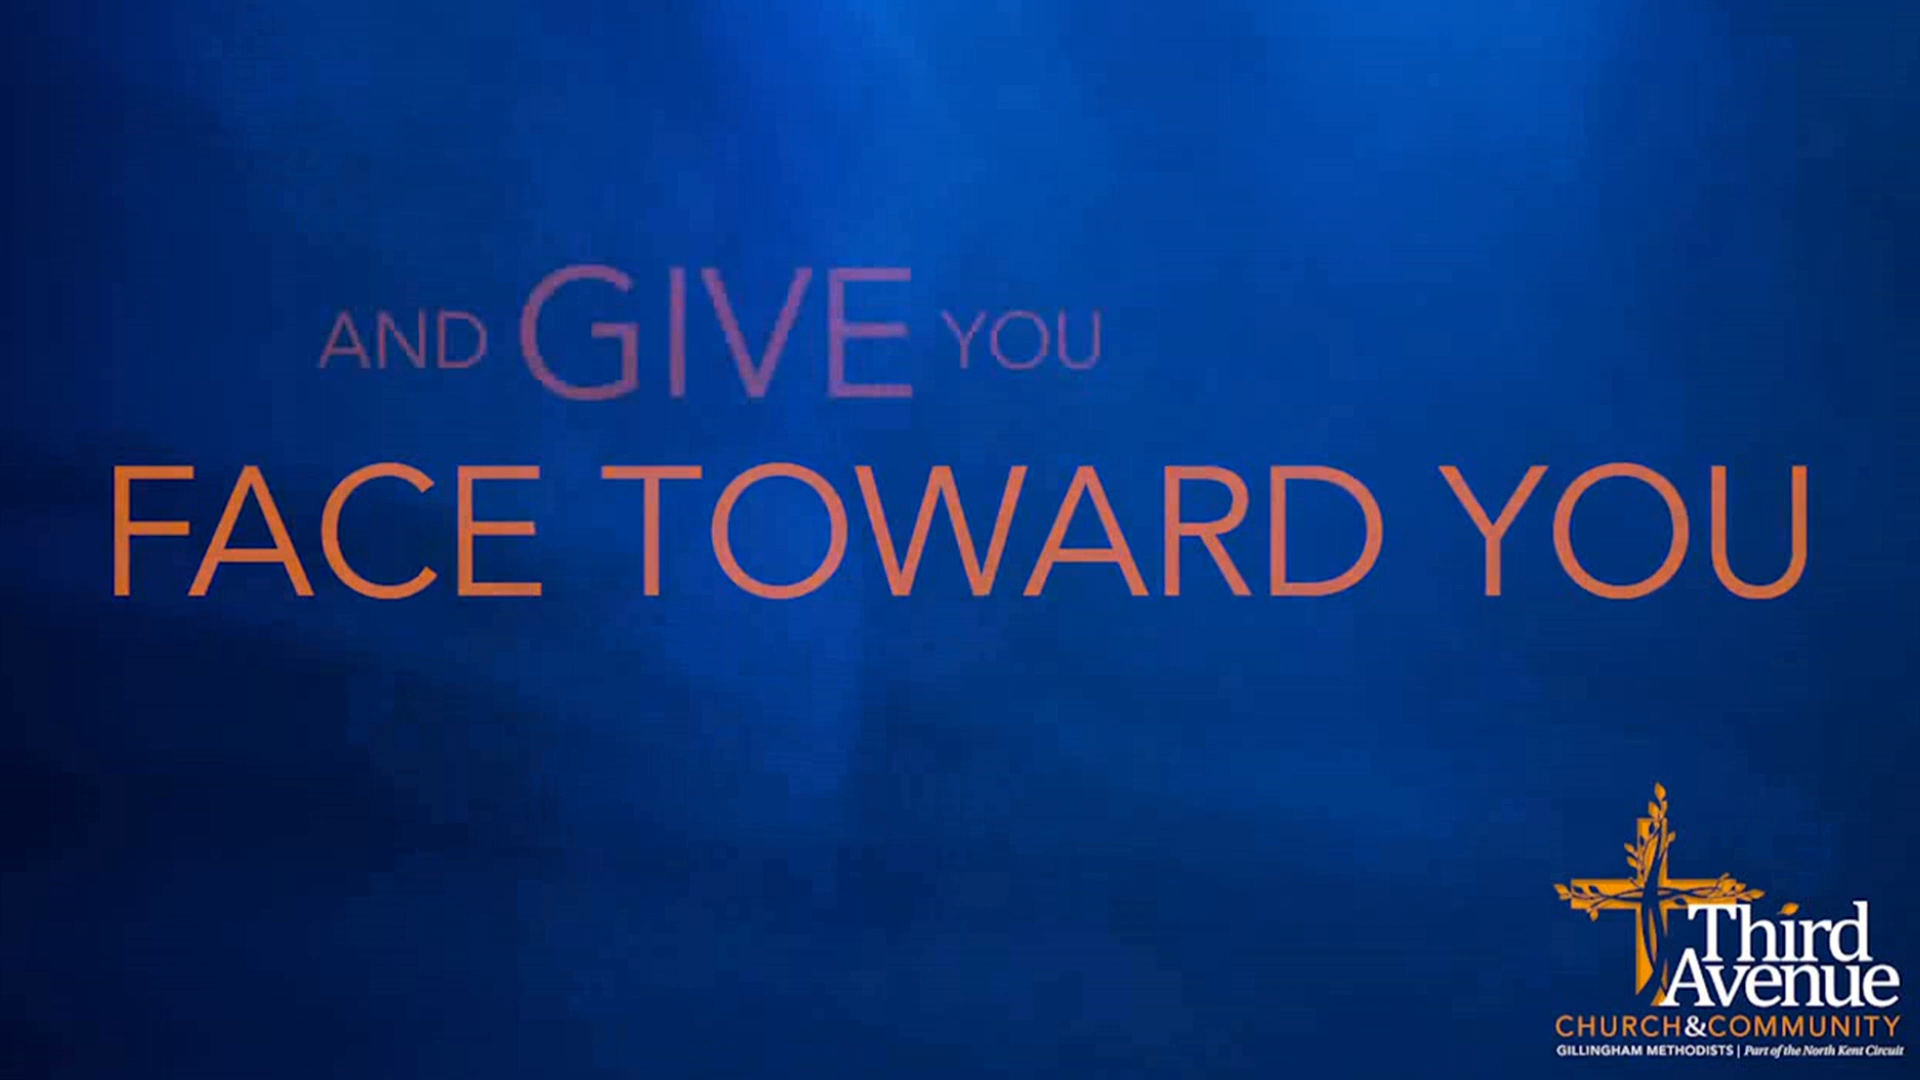 AND GIVE YOU
FACE TOWARD YOU
Third
Avenue
CHURCH&COMMUNITY
GILLINGHAM METHODISTS | Part of the North Kent Circuit